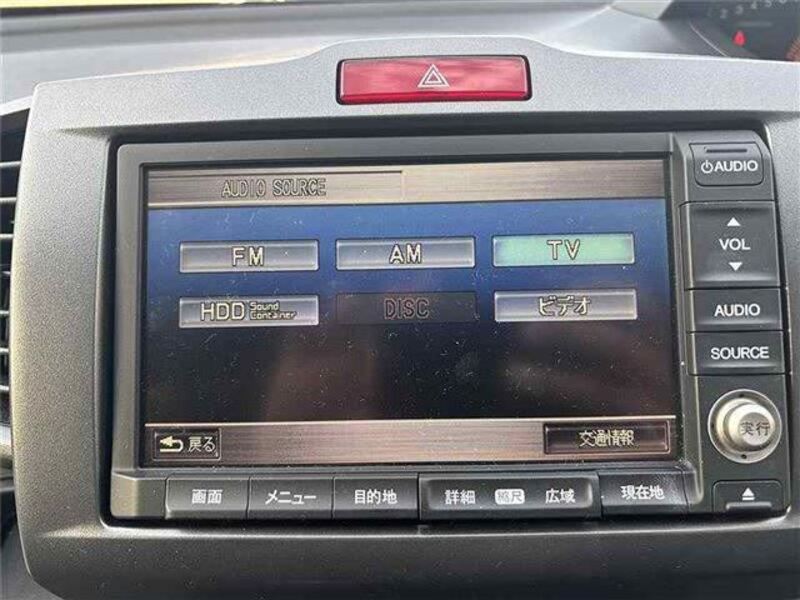 AUDIO SOURCE
FM AM TV
HDD Sound Container DISC ビデオ
戻る 交通情報
画面 メニュー 目的地 詳細 縮尺 広域 現在地
AUDIO
VOL
AUDIO
SOURCE
実行